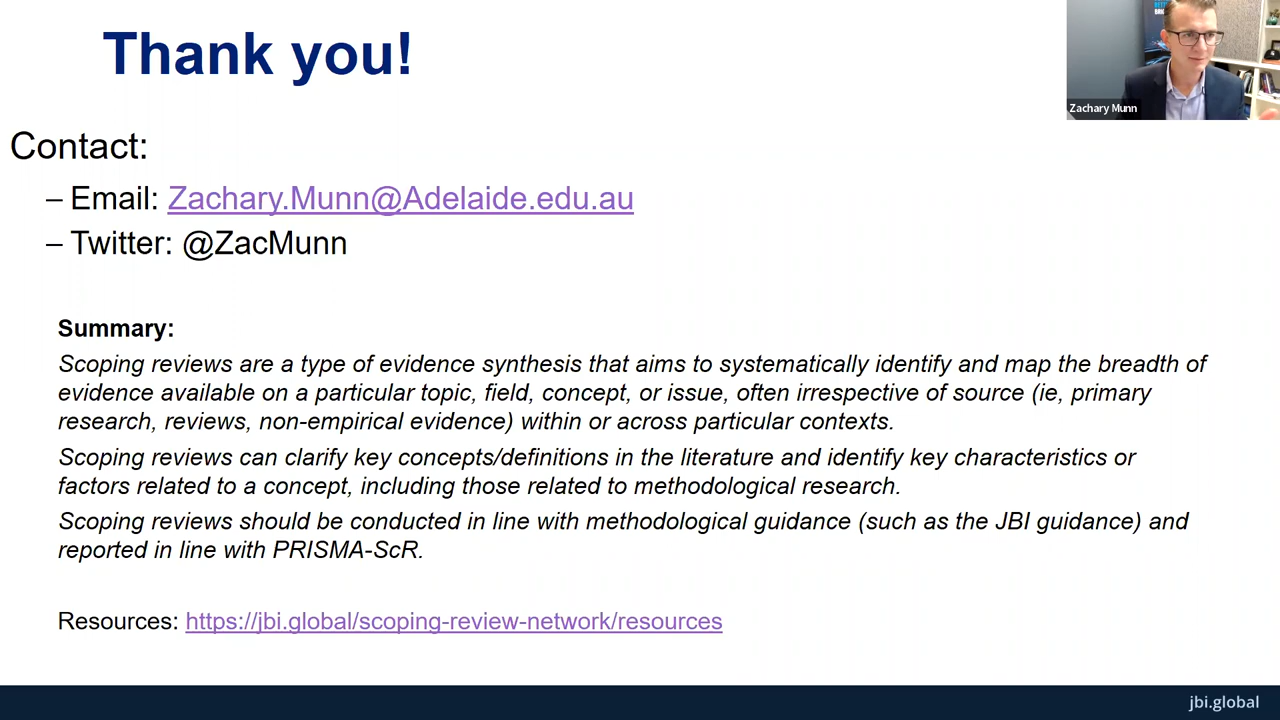 Thank you!
Zachary Munn
Contact:
– Email: Zachary.Munn@Adelaide.edu.au
– Twitter: @ZacMunn
Summary:
Scoping reviews are a type of evidence synthesis that aims to systematically identify and map the breadth of
evidence available on a particular topic, field, concept, or issue, often irrespective of source (ie, primary
research, reviews, non-empirical evidence) within or across particular contexts.
Scoping reviews can clarify key concepts/definitions in the literature and identify key characteristics or
factors related to a concept, including those related to methodological research.
Scoping reviews should be conducted in line with methodological guidance (such as the JBI guidance) and
reported in line with PRISMA-ScR.
Resources: https://jbi.global/scoping-review-network/resources
jbi.global